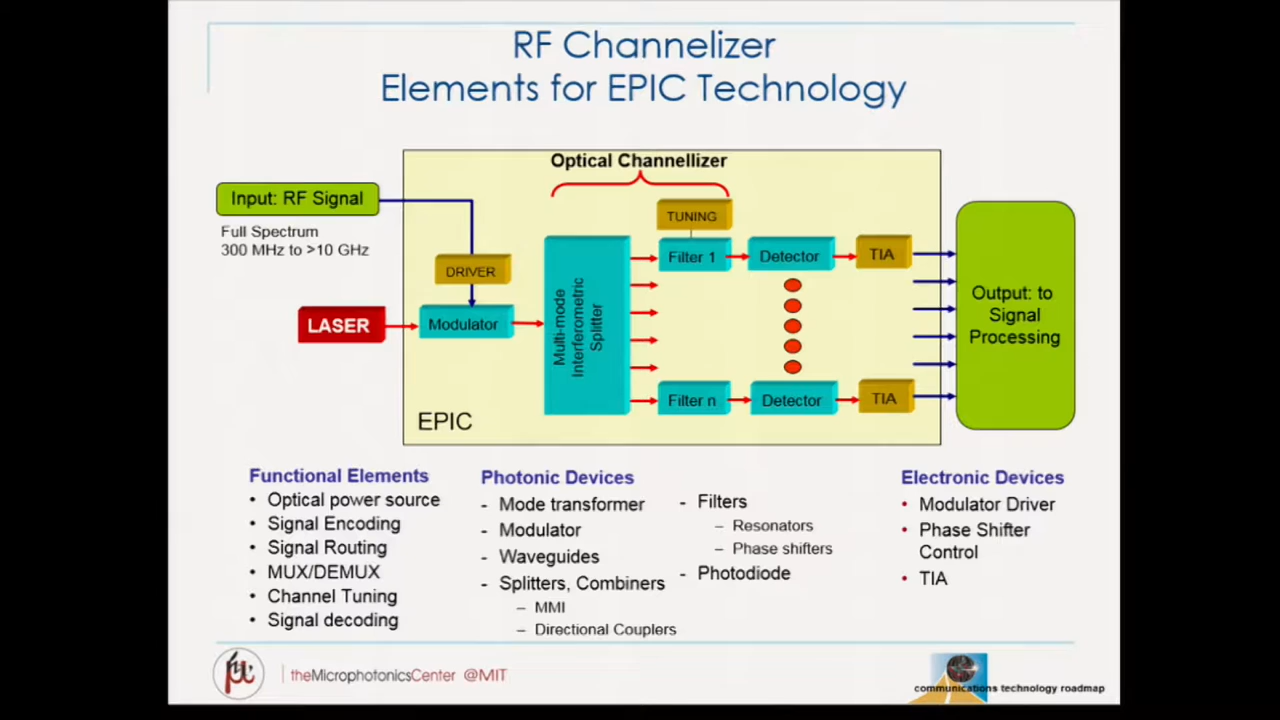 RF Channelizer
Elements for EPIC Technology
Optical Channellizer
Input: RF Signal
Full Spectrum
300 MHz to >10 GHz
TUNING
DRIVER
LASER
Modulator
Multi-mode
Interferometric
Splitter
Filter 1
Detector
TIA
Filter n
Detector
TIA
Output: to
Signal
Processing
EPIC
Functional Elements
• Optical power source
• Signal Encoding
• Signal Routing
• MUX/DEMUX
• Channel Tuning
• Signal decoding
Photonic Devices
- Mode transformer
- Modulator
- Waveguides
- Splitters, Combiners
– MMI
– Directional Couplers
- Filters
– Resonators
– Phase shifters
- Photodiode
Electronic Devices
• Modulator Driver
• Phase Shifter
Control
• TIA
theMicrophotonicsCenter @MIT
communications technology roadmap